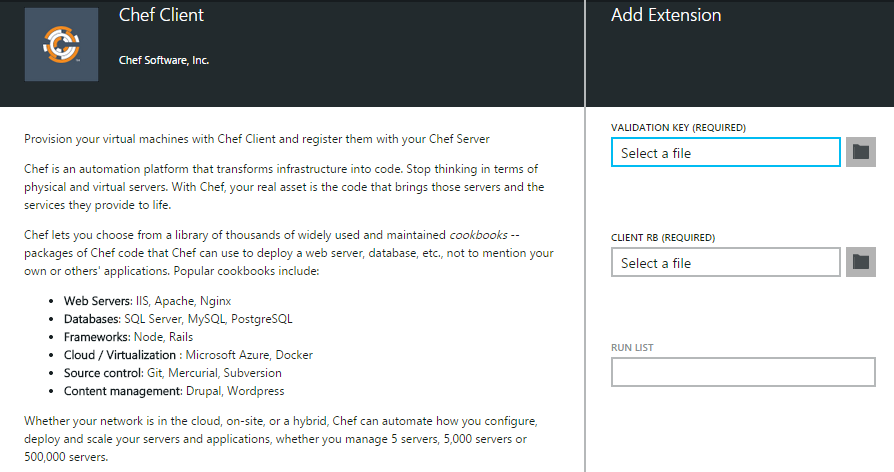 Chef Client
Chef Software, Inc.
Provision your virtual machines with Chef Client and register them with your Chef Server
Chef is an automation platform that transforms infrastructure into code. Stop thinking in terms of
physical and virtual servers. With Chef, your real asset is the code that brings those servers and the
services they provide to life.
Chef lets you choose from a library of thousands of widely used and maintained cookbooks --
packages of Chef code that Chef can use to deploy a web server, database, etc., not to mention your
own or others' applications. Popular cookbooks include:
• Web Servers: IIS, Apache, Nginx
• Databases: SQL Server, MySQL, PostgreSQL
• Frameworks: Node, Rails
• Cloud / Virtualization : Microsoft Azure, Docker
• Source control: Git, Mercurial, Subversion
• Content management: Drupal, Wordpress
Whether your network is in the cloud, on-site, or a hybrid, Chef can automate how you configure,
deploy and scale your servers and applications, whether you manage 5 servers, 5,000 servers or
500,000 servers.
Add Extension
VALIDATION KEY (REQUIRED)
Select a file
CLIENT RB (REQUIRED)
Select a file
RUN LIST